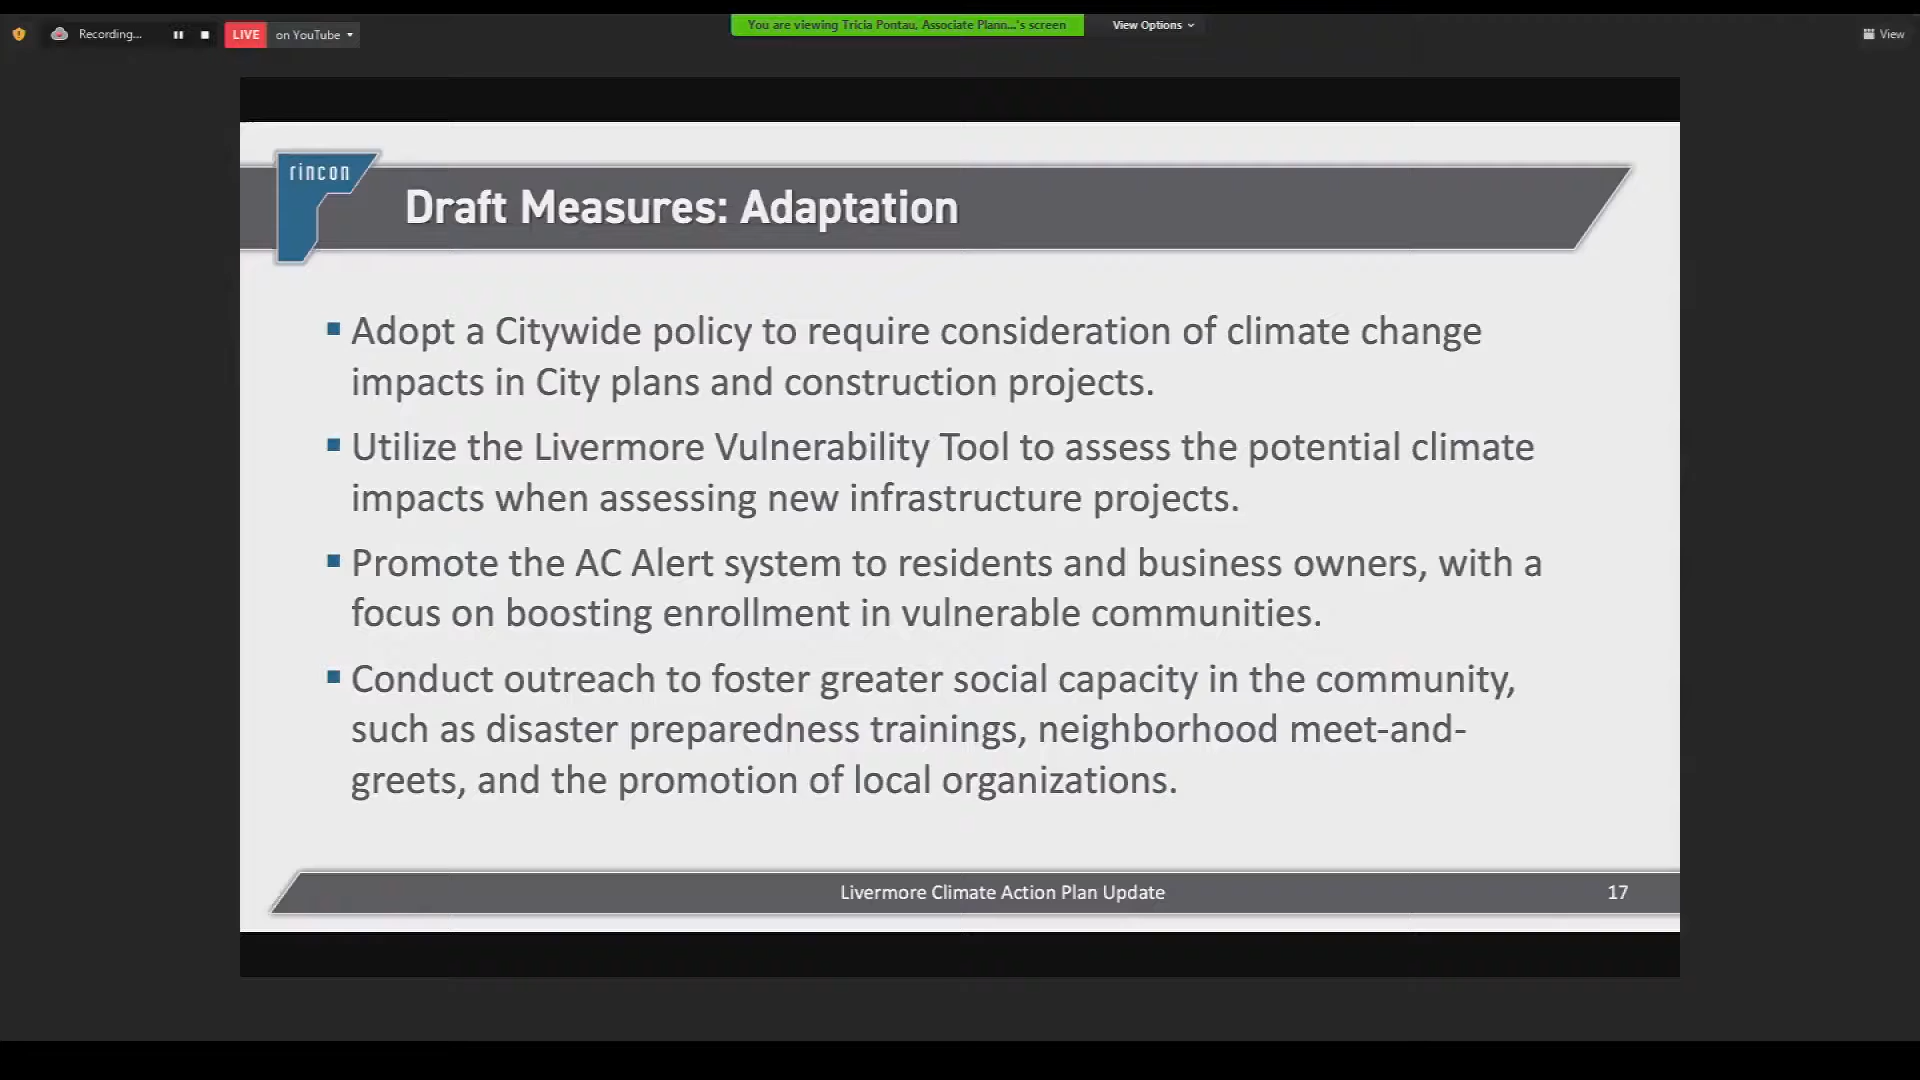 Recording...
LIVE on YouTube
You are viewing Tricia Pontau, Associate Plann...'s screen
View Options
View
rincon
Draft Measures: Adaptation
Adopt a Citywide policy to require consideration of climate change
impacts in City plans and construction projects.
Utilize the Livermore Vulnerability Tool to assess the potential climate
impacts when assessing new infrastructure projects.
Promote the AC Alert system to residents and business owners, with a
focus on boosting enrollment in vulnerable communities.
Conduct outreach to foster greater social capacity in the community,
such as disaster preparedness trainings, neighborhood meet-and-
greets, and the promotion of local organizations.
Livermore Climate Action Plan Update
17